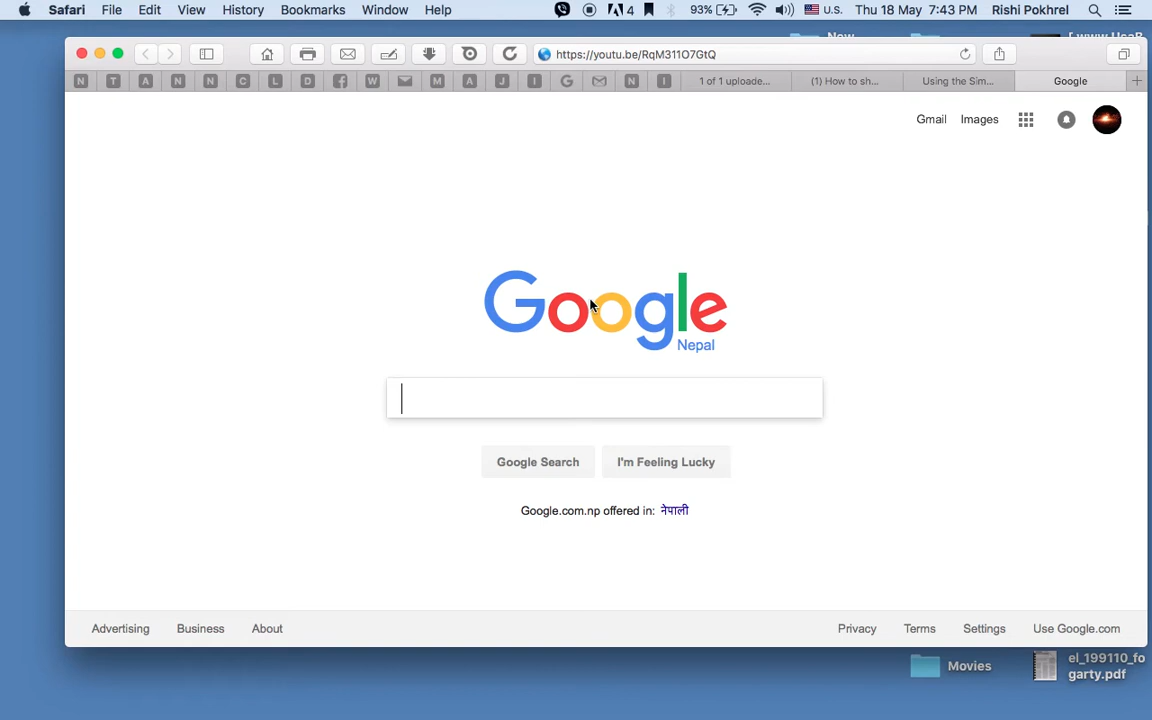 Safari File Edit View History Bookmarks Window Help 4 93% U.S. Thu 18 May 7:43 PM Rishi Pokhrel
https://youtu.be/RqM311O7GtQ
N T A N N C L D W M A J I G N I 1 of 1 uploade... (1) How to sh... Using the Sim... Google
Gmail Images
Google
Nepal
Google Search I'm Feeling Lucky
Google.com.np offered in: नेपाली
Advertising Business About Privacy Terms Settings Use Google.com
Movies
el_199110_fo
garty.pdf